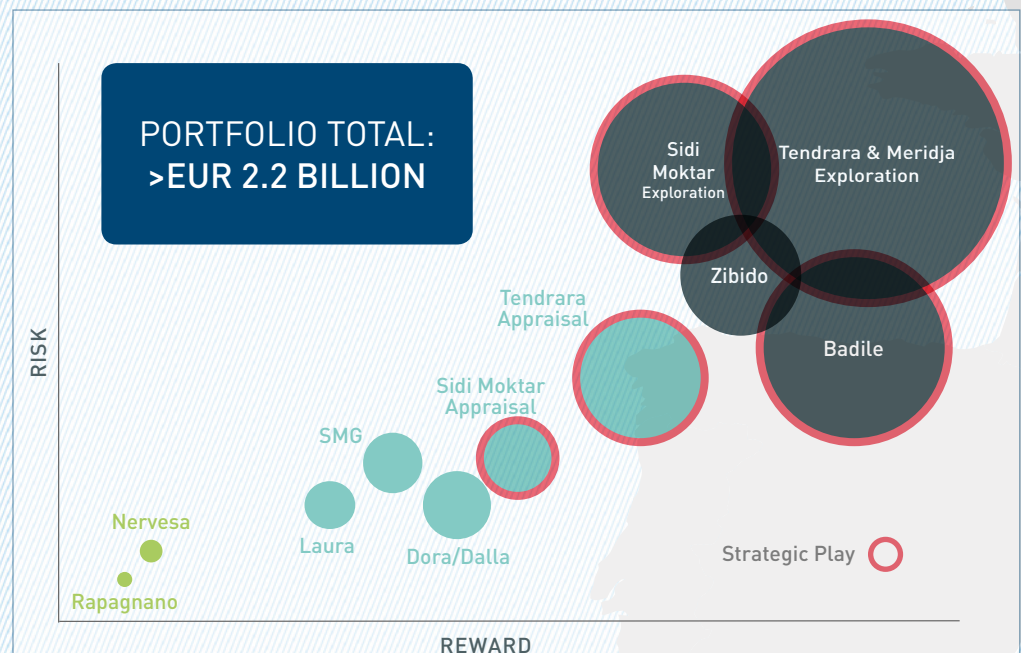 PORTFOLIO TOTAL:
>EUR 2.2 BILLION
Sidi
Moktar
Exploration
Tendrara & Meridja
Exploration
Zibido
Badile
Tendrara
Appraisal
Sidi Moktar
Appraisal
SMG
Laura
Dora/Dalla
Nervesa
Rapagnano
Strategic Play
RISK
REWARD